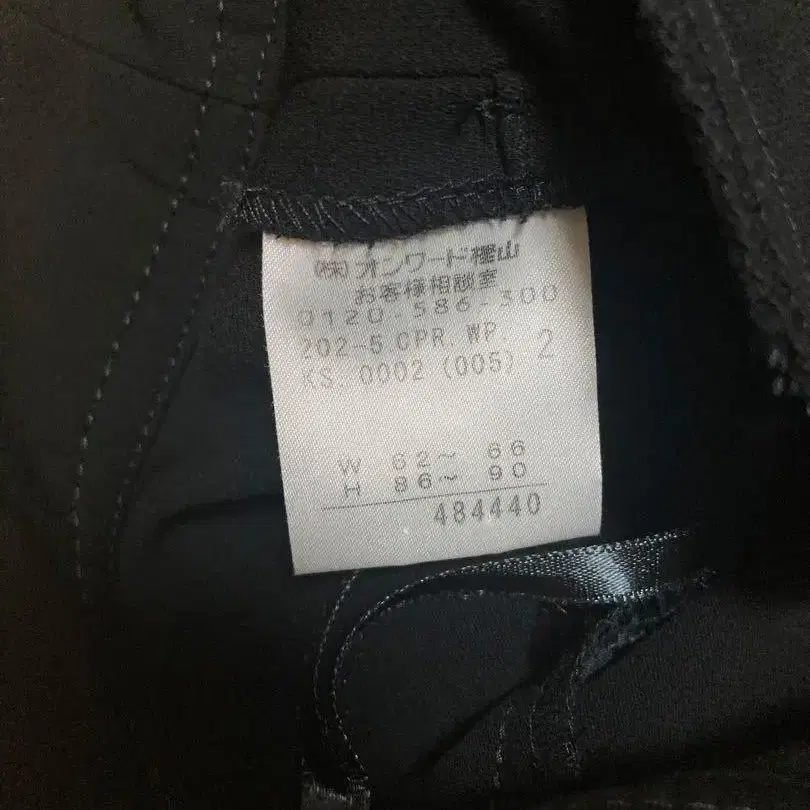 (株)オンワード樫山
お客様相談室
0120-586-300
202-5 CPR. WP. 2
KS. 0002 (005)
W 62~ 66
H 86~ 90
484440